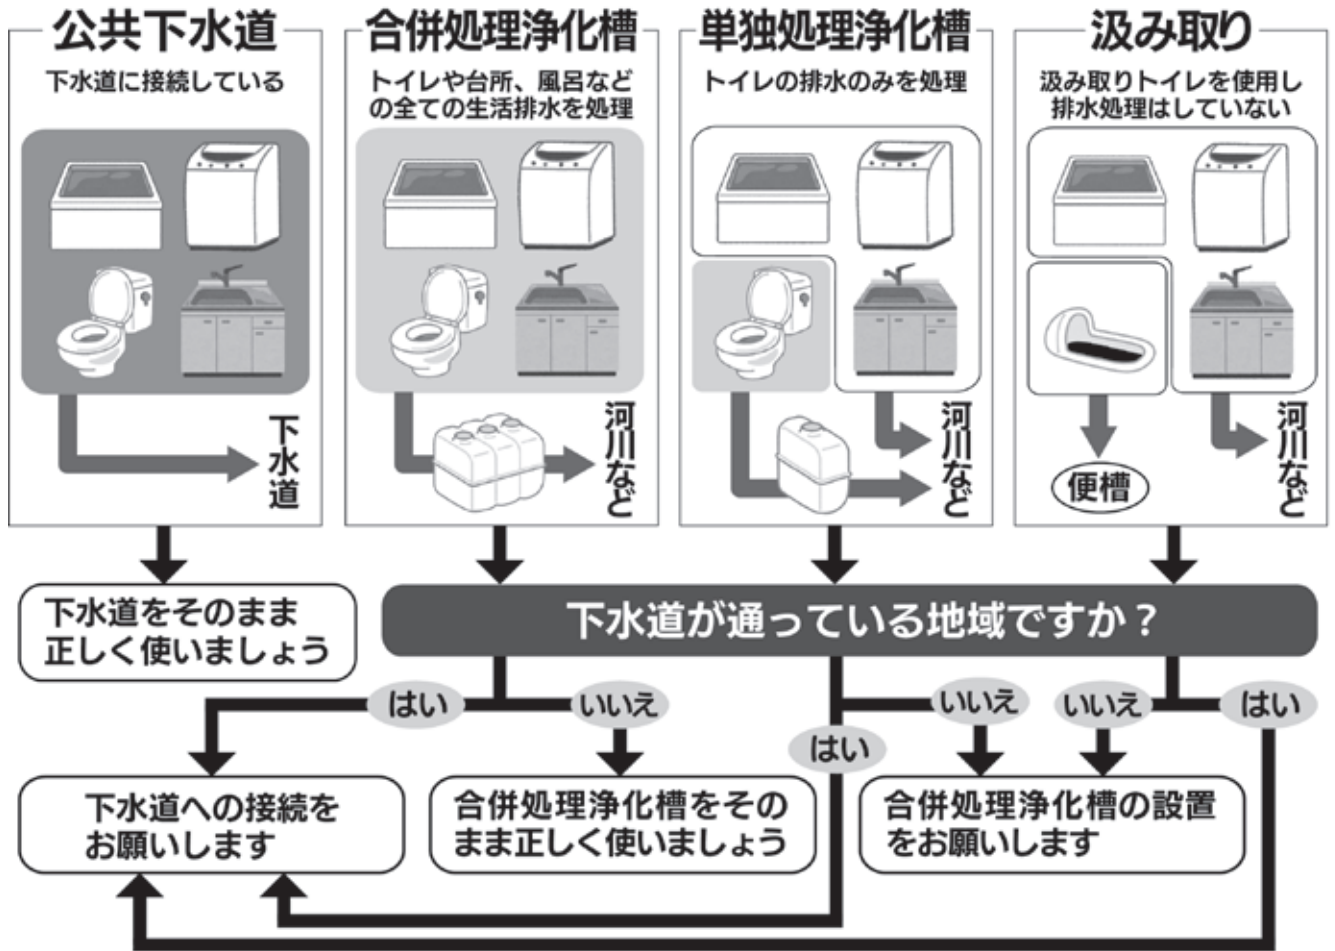 公共下水道
下水道に接続している
下水道
合併処理浄化槽
トイレや台所、風呂など
の全ての生活排水を処理
河川など
単独処理浄化槽
トイレの排水のみを処理
河川など
汲み取り
汲み取りトイレを使用し
排水処理はしていない
便槽
河川など
下水道をそのまま
正しく使いましょう
下水道が通っている地域ですか？
はい
いいえ
はい
いいえ
いいえ
はい
下水道への接続を
お願いします
合併処理浄化槽をその
まま正しく使いましょう
合併処理浄化槽の設置
をお願いします